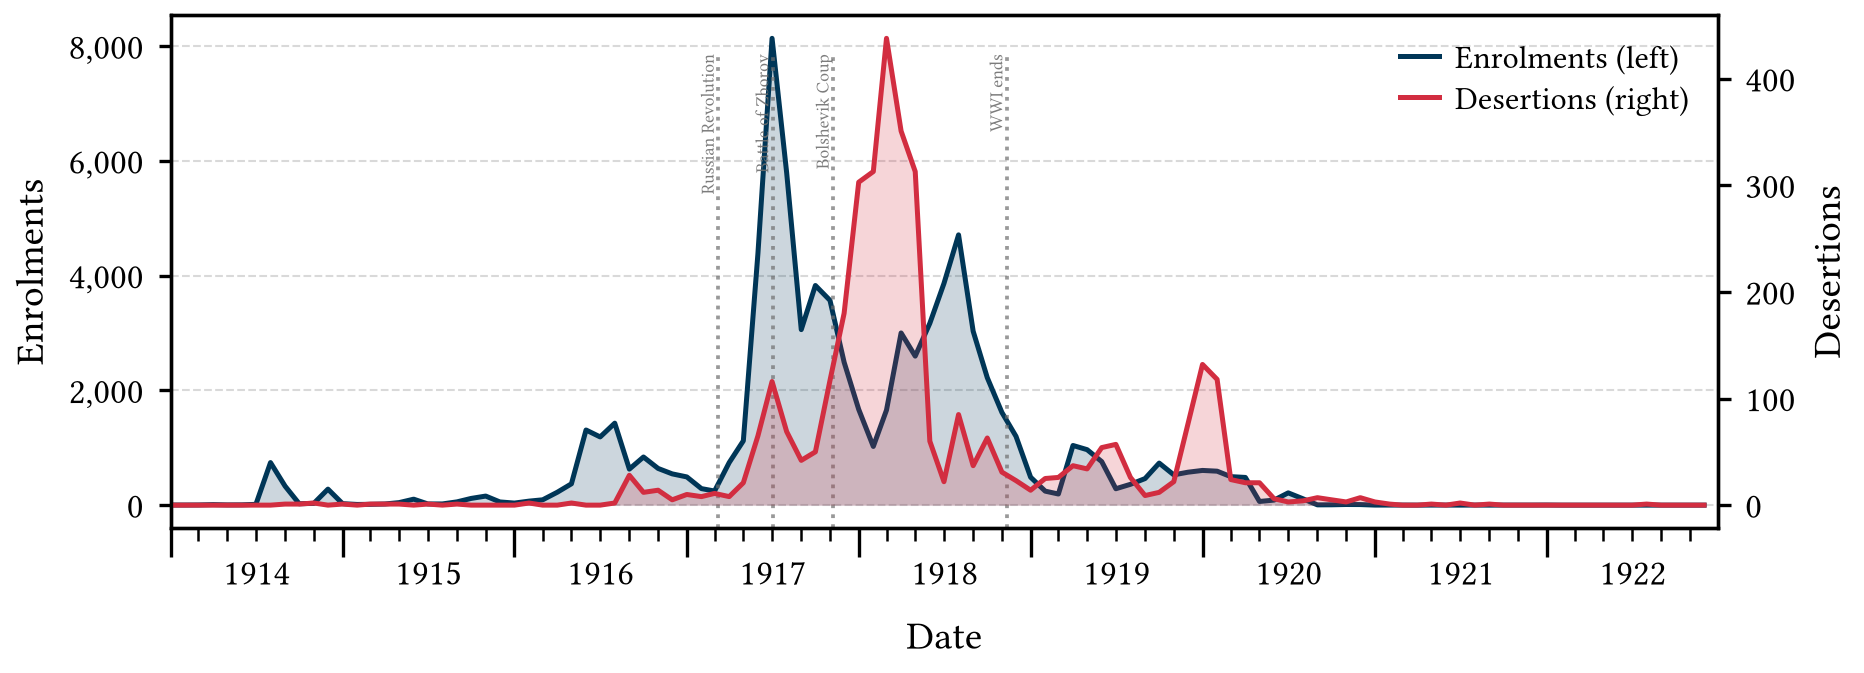 Enrolments (left)
Desertions (right)
Russian Revolution
Battle of Zborov
Bolshevik Coup
WWI ends
8,000
6,000
4,000
2,000
0
Enrolments
400
300
200
100
0
Desertions
1914 1915 1916 1917 1918 1919 1920 1921 1922
Date